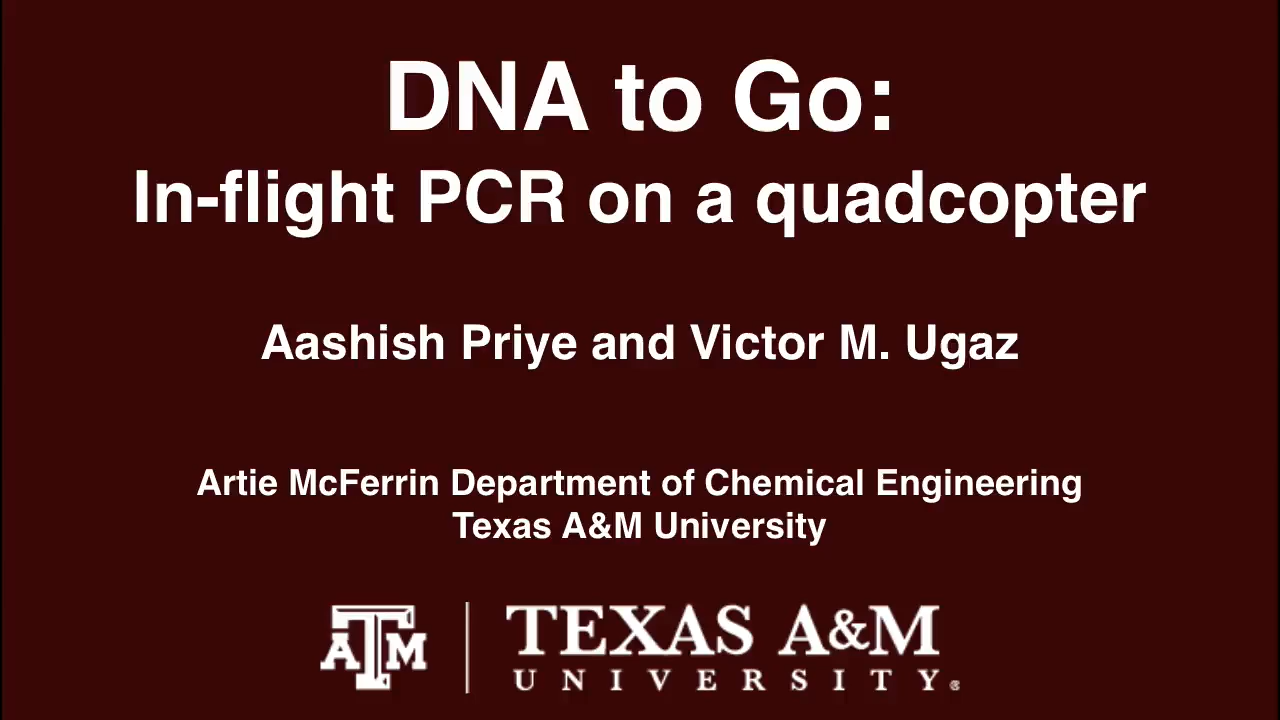 DNA to Go:
In-flight PCR on a quadcopter
Aashish Priye and Victor M. Ugaz
Artie McFerrin Department of Chemical Engineering
Texas A&M University
ATM
TEXAS A&M
UNIVERSITY®